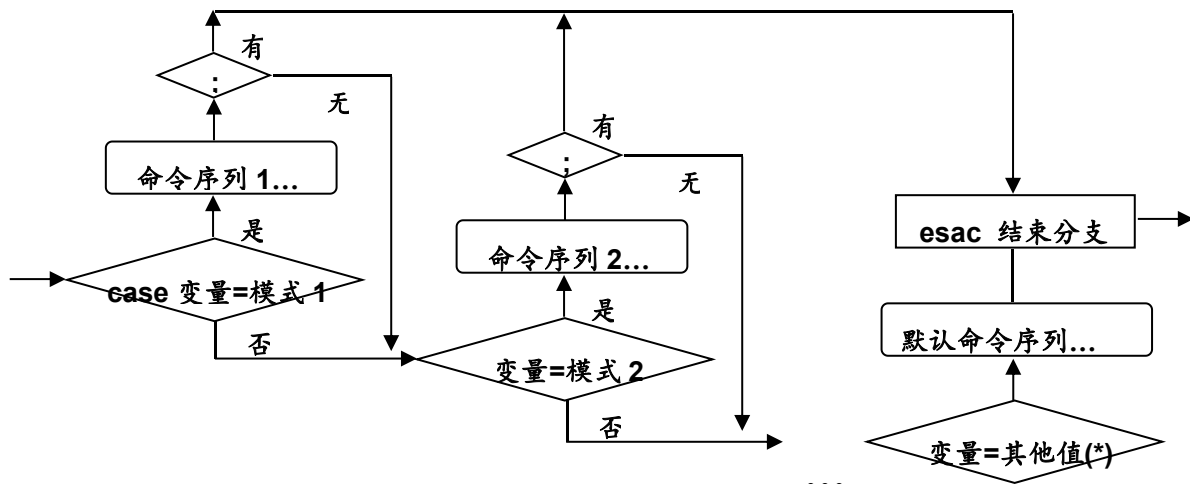 有
:
无
命令序列 1…
是
case 变量=模式 1
否
有
;
无
命令序列 2…
是
变量=模式 2
否
esac 结束分支
默认命令序列…
变量=其他值(*)
…